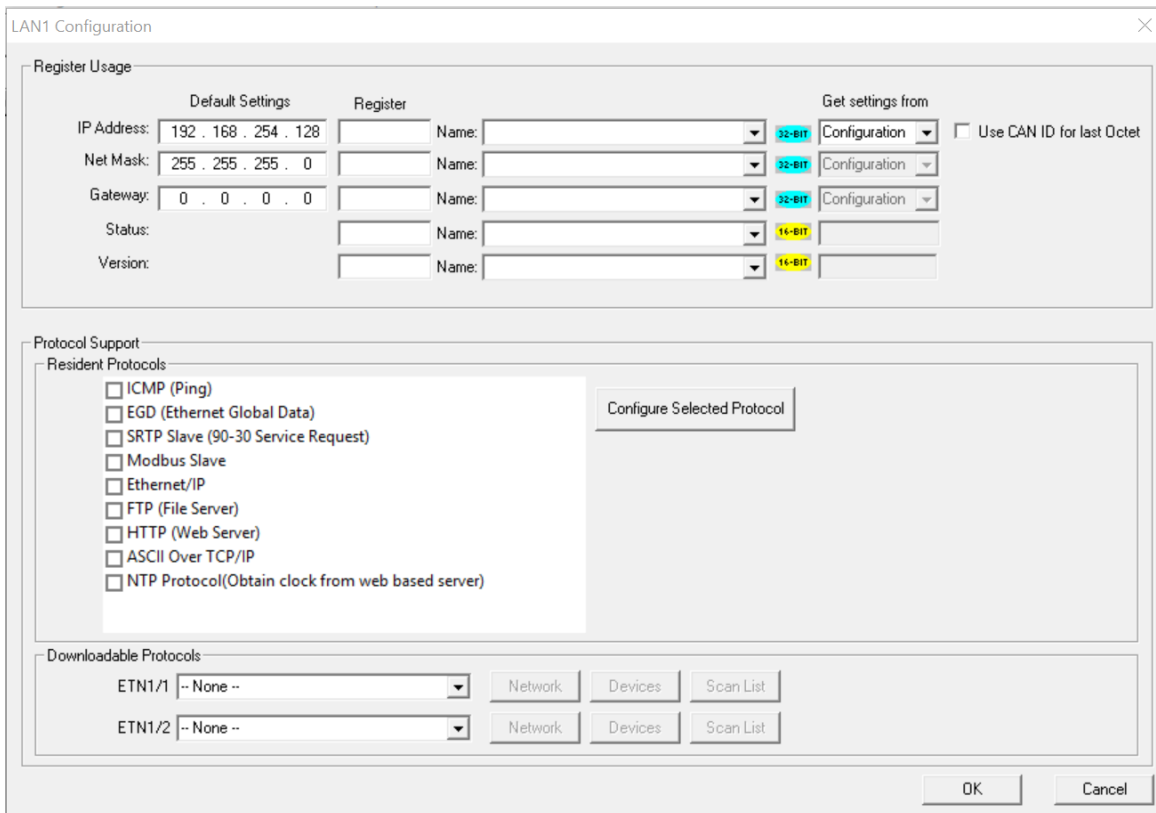 LAN1 Configuration
Register Usage
Default Settings Register Get settings from
IP Address: 192 . 168 . 254 . 128 Name: 32-BIT Configuration Use CAN ID for last Octet
Net Mask: 255 . 255 . 255 . 0 Name: 32-BIT Configuration
Gateway: 0 . 0 . 0 . 0 Name: 32-BIT Configuration
Status: Name: 16-BIT
Version: Name: 16-BIT
Protocol Support
Resident Protocols
ICMP (Ping)
EGD (Ethernet Global Data)
SRTP Slave (90-30 Service Request)
Modbus Slave
Ethernet/IP
FTP (File Server)
HTTP (Web Server)
ASCII Over TCP/IP
NTP Protocol(Obtain clock from web based server)
Configure Selected Protocol
Downloadable Protocols
ETN1/1 -- None -- Network Devices Scan List
ETN1/2 -- None -- Network Devices Scan List
OK Cancel